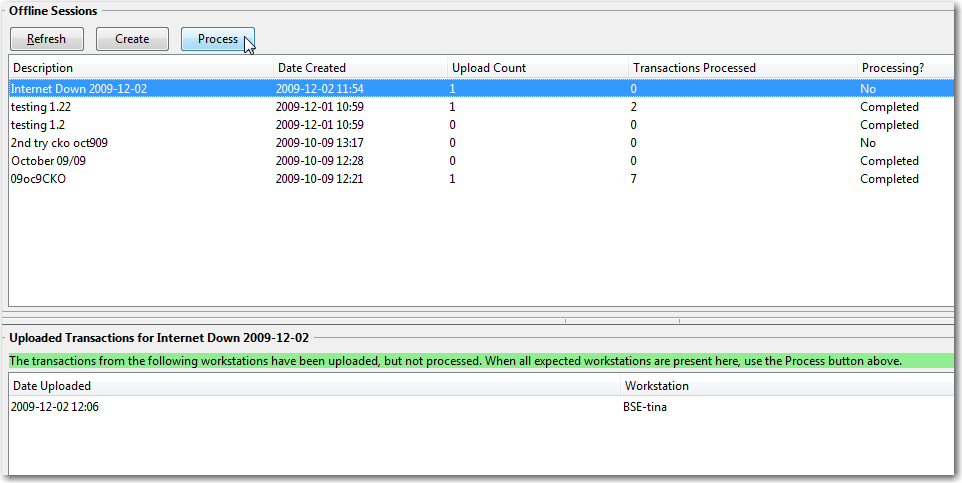 Offline Sessions
Refresh Create Process
Description Date Created Upload Count Transactions Processed Processing?
Internet Down 2009-12-02 2009-12-02 11:54 1 0 No
testing 1.22 2009-12-01 10:59 1 2 Completed
testing 1.2 2009-12-01 10:59 0 0 Completed
2nd try cko oct909 2009-10-09 13:17 0 0 No
October 09/09 2009-10-09 12:28 0 0 Completed
09oc9CKO 2009-10-09 12:21 1 7 Completed
Uploaded Transactions for Internet Down 2009-12-02
The transactions from the following workstations have been uploaded, but not processed. When all expected workstations are present here, use the Process button above.
Date Uploaded Workstation
2009-12-02 12:06 BSE-tina